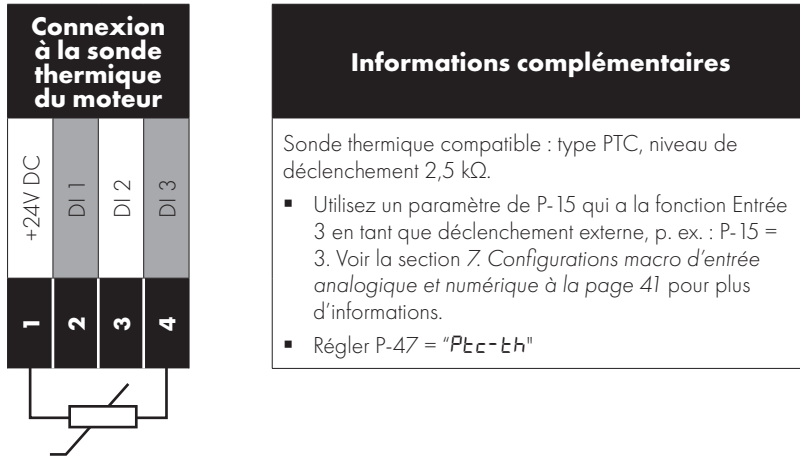 Connexion
à la sonde
thermique
du moteur
+24V DC
DI 1
DI 2
DI 3
1
2
3
4
Informations complémentaires
Sonde thermique compatible : type PTC, niveau de
déclenchement 2,5 kΩ.
▪ Utilisez un paramètre de P-15 qui a la fonction Entrée
3 en tant que déclenchement externe, p. ex. : P-15 =
3. Voir la section 7. Configurations macro d’entrée
analogique et numérique à la page 41 pour plus
d’informations.
▪ Régler P-47 = “Ptc-th"